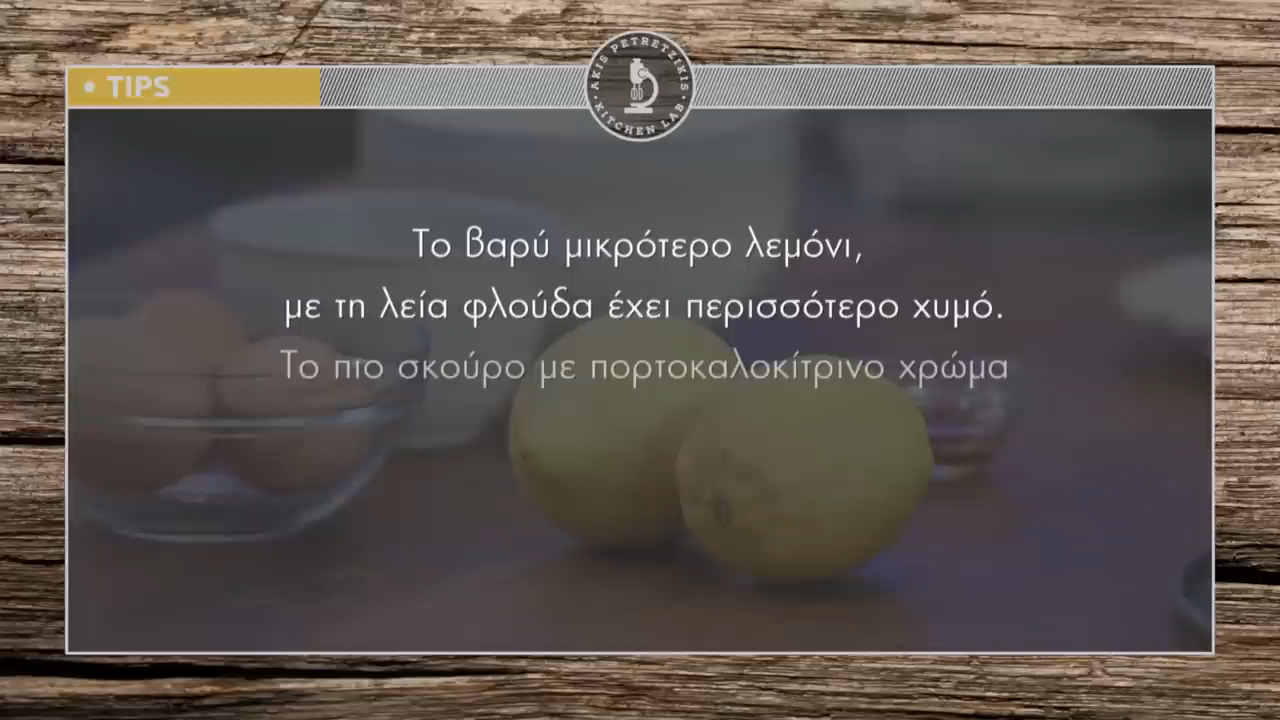 • TIPS
AKIS PETRETZIKIS
• KITCHEN LAB •
Το βαρύ μικρότερο λεμόνι,
με τη λεία φλούδα έχει περισσότερο χυμό.
Το πιο σκούρο με πορτοκαλοκίτρινο χρώμα